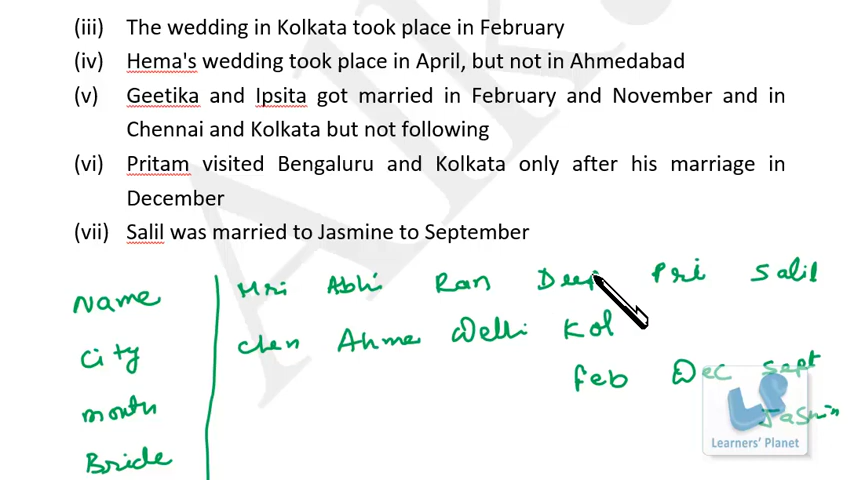 (iii) The wedding in Kolkata took place in February
(iv) Hema's wedding took place in April, but not in Ahmedabad
(v) Geetika and Ipsita got married in February and November and in
Chennai and Kolkata but not following
(vi) Pritam visited Bengaluru and Kolkata only after his marriage in
December
(vii) Salil was married to Jasmine to September
Name Mri Abhi Ran Deep Pri Salil
City Chen Ahme Delhi Kol
month Feb Dec Sept
Bride Jasmin
LP
Learners' Planet